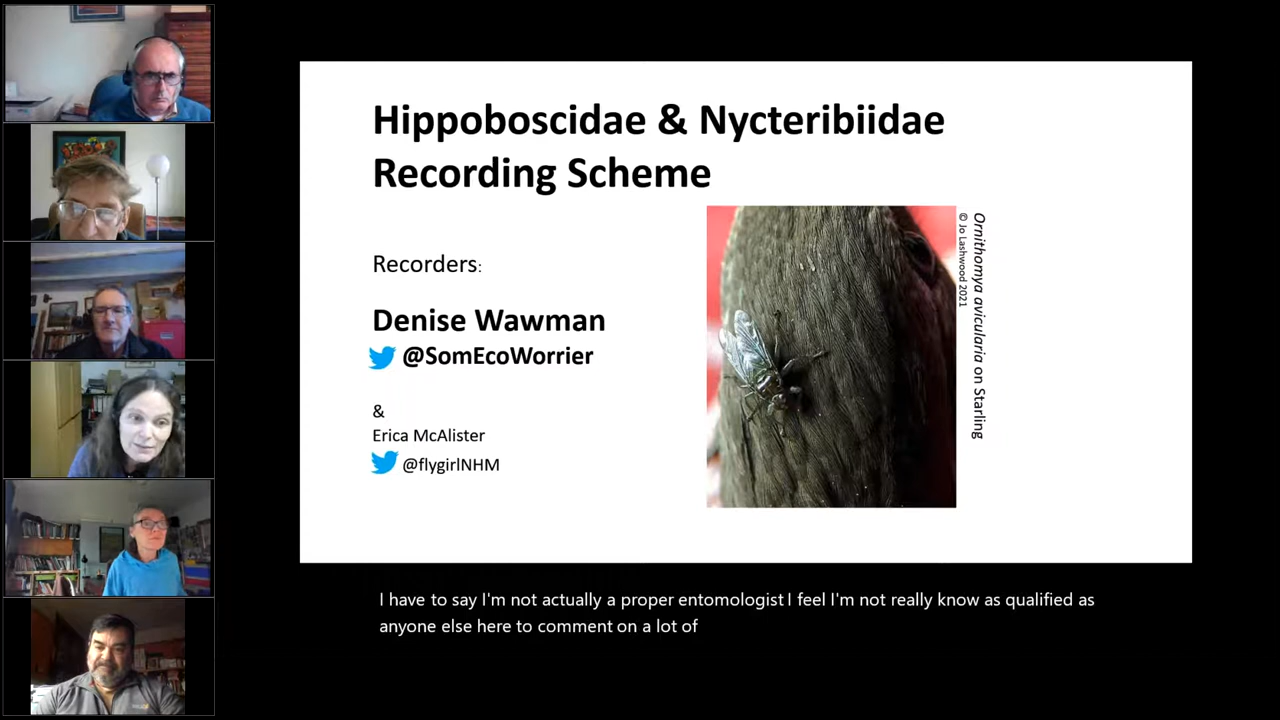 Hippoboscidae & Nycteribiidae
Recording Scheme
Recorders:
Denise Wawman
@SomEcoWorrier
&
Erica McAlister
@flygirlNHM
Ornithomya avicularia on Starling
© Jo Lashwood 2021
I have to say I'm not actually a proper entomologist I feel I'm not really know as qualified as
anyone else here to comment on a lot of